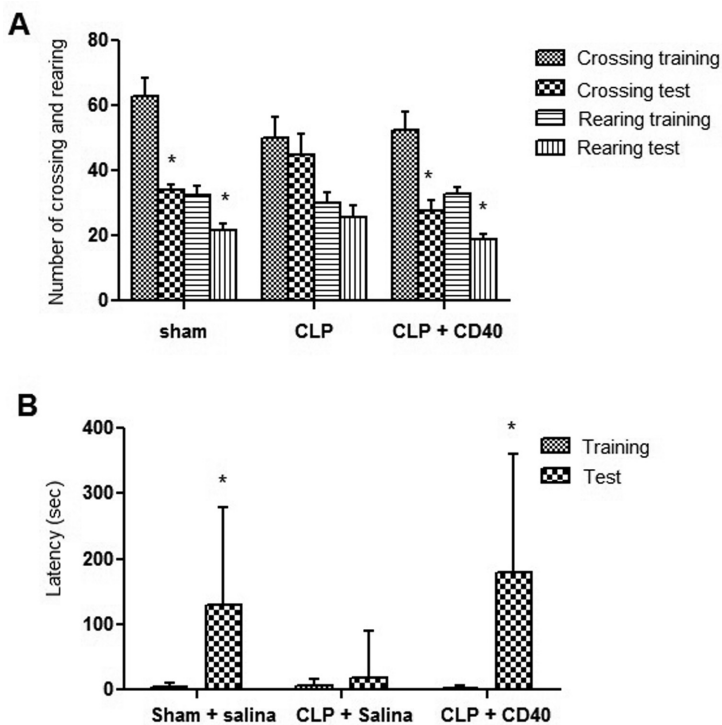 A
Number of crossing and rearing
80
60
40
20
0
*
*
*
*
sham
CLP
CLP + CD40
Crossing training
Crossing test
Rearing training
Rearing test
B
Latency (sec)
400
300
200
100
0
*
*
Sham + salina
CLP + Salina
CLP + CD40
Training
Test